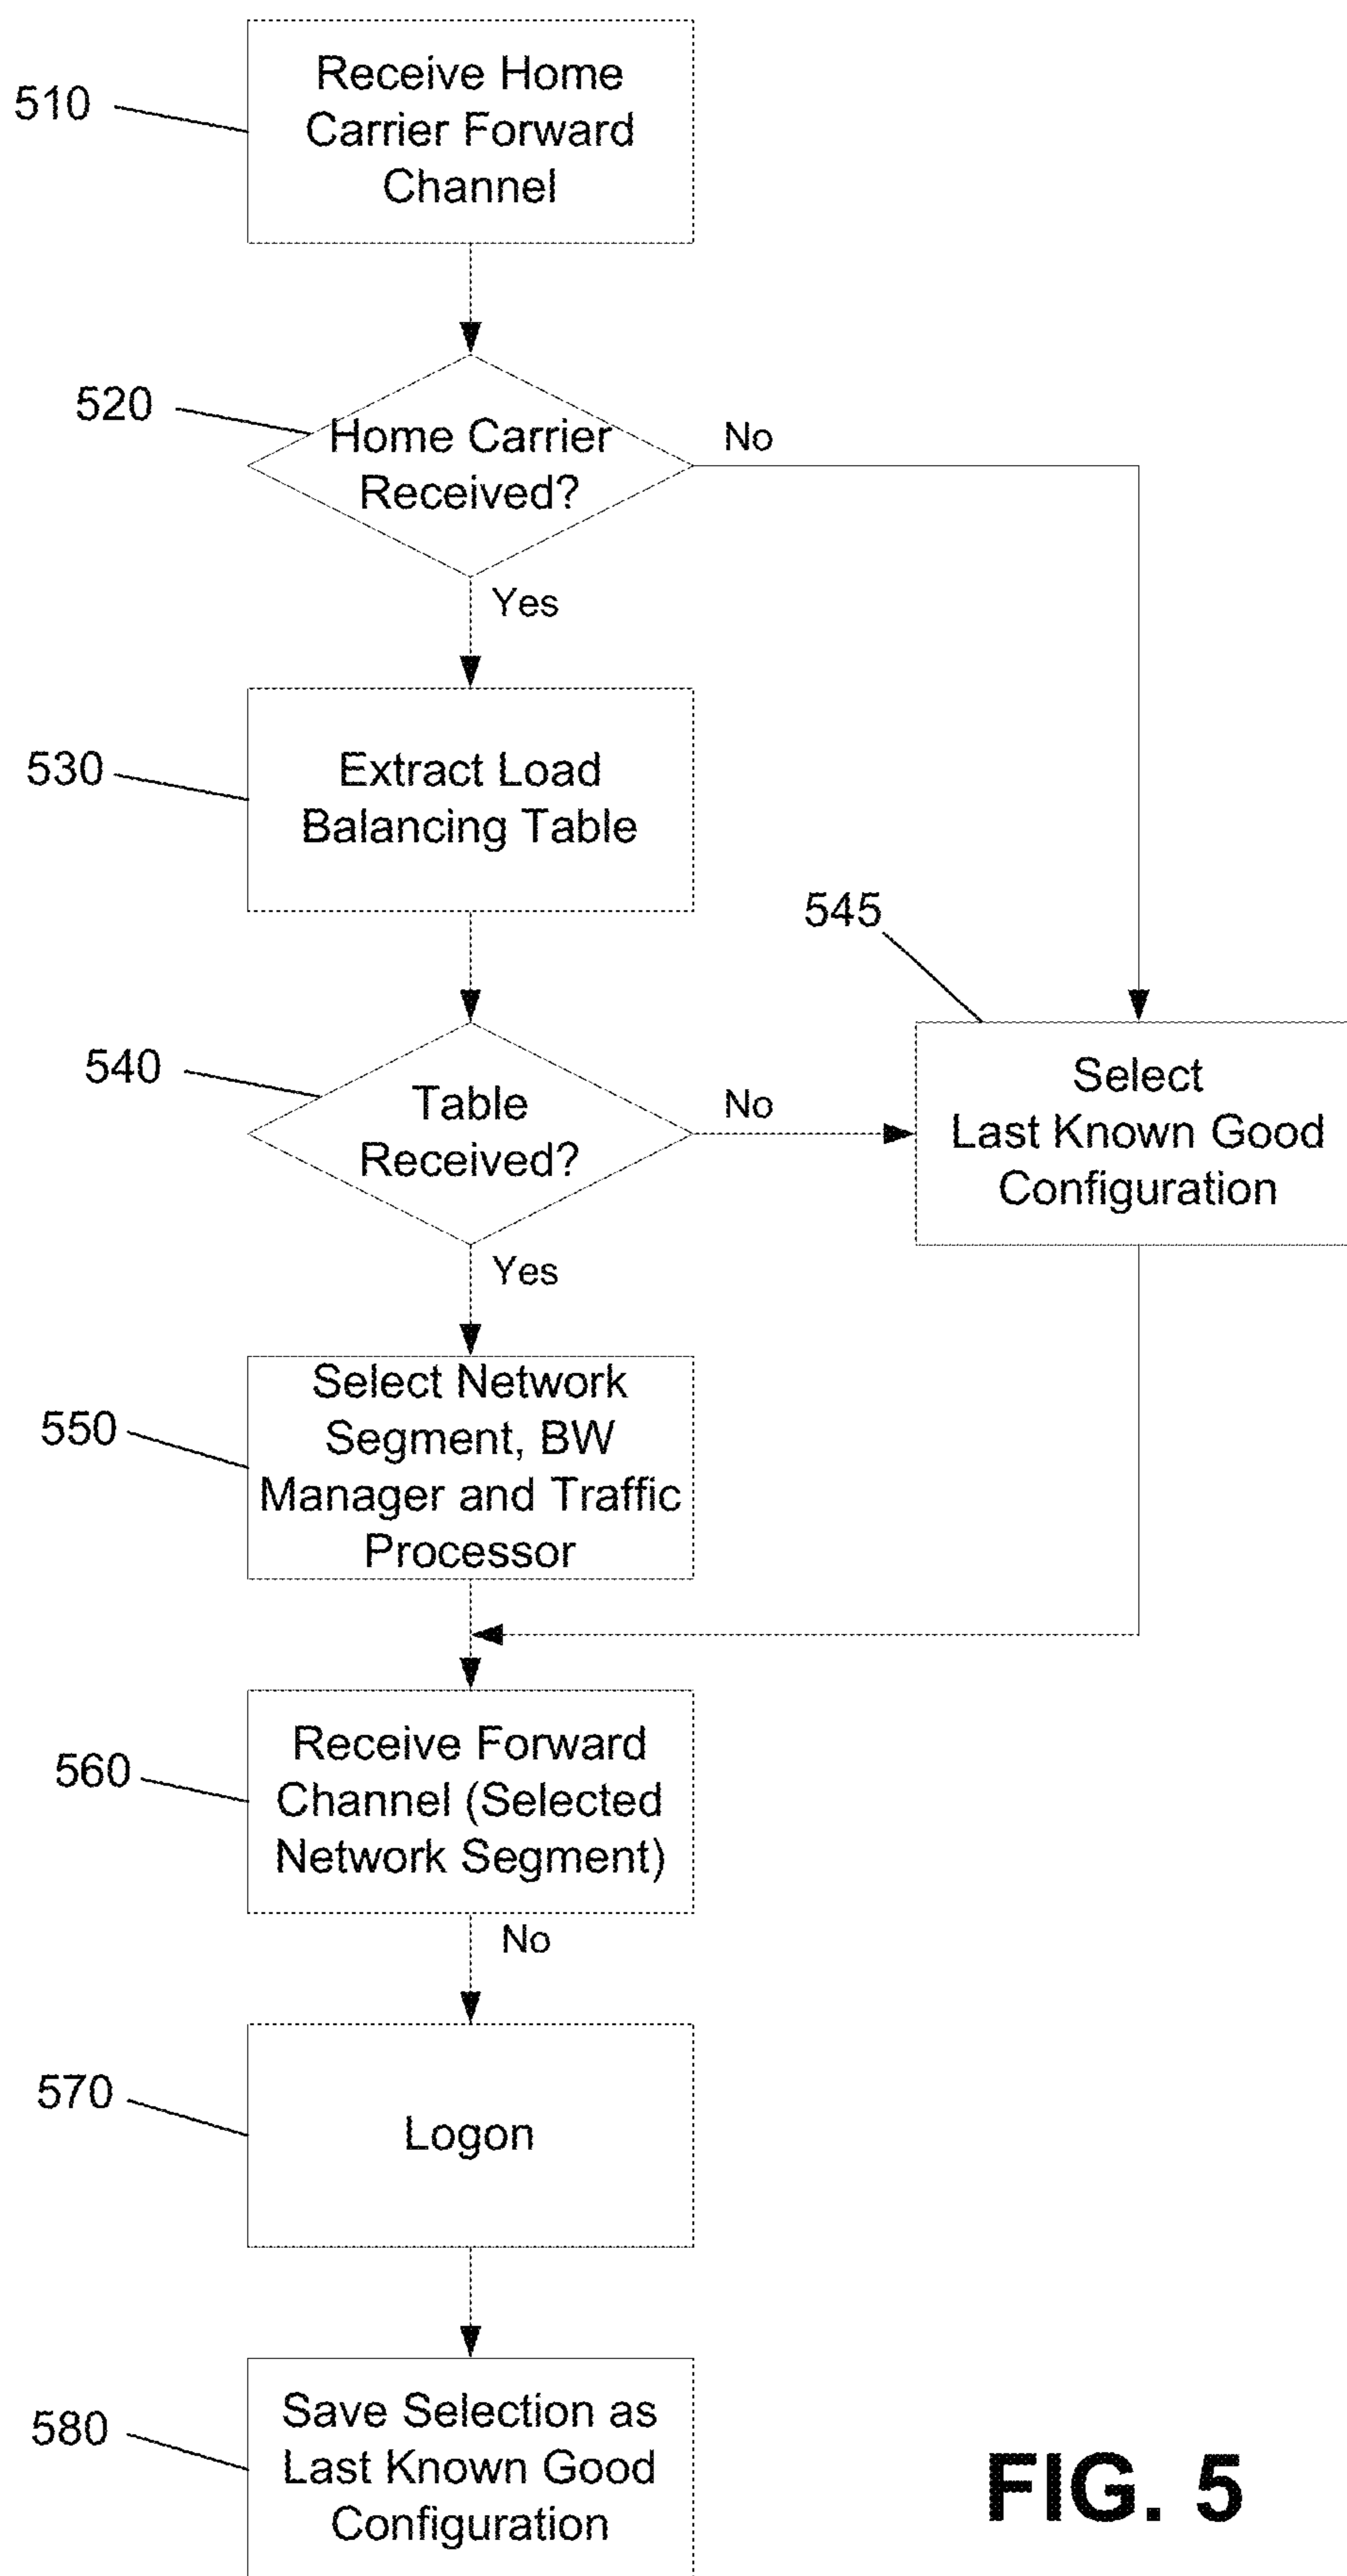 510
Receive Home
Carrier Forward
Channel
520
Home Carrier
Received?
No
Yes
530
Extract Load
Balancing Table
545
540
Table
Received?
No
Select
Last Known Good
Configuration
Yes
550
Select Network
Segment, BW
Manager and Traffic
Processor
560
Receive Forward
Channel (Selected
Network Segment)
No
570
Logon
580
Save Selection as
Last Known Good
Configuration
FIG. 5